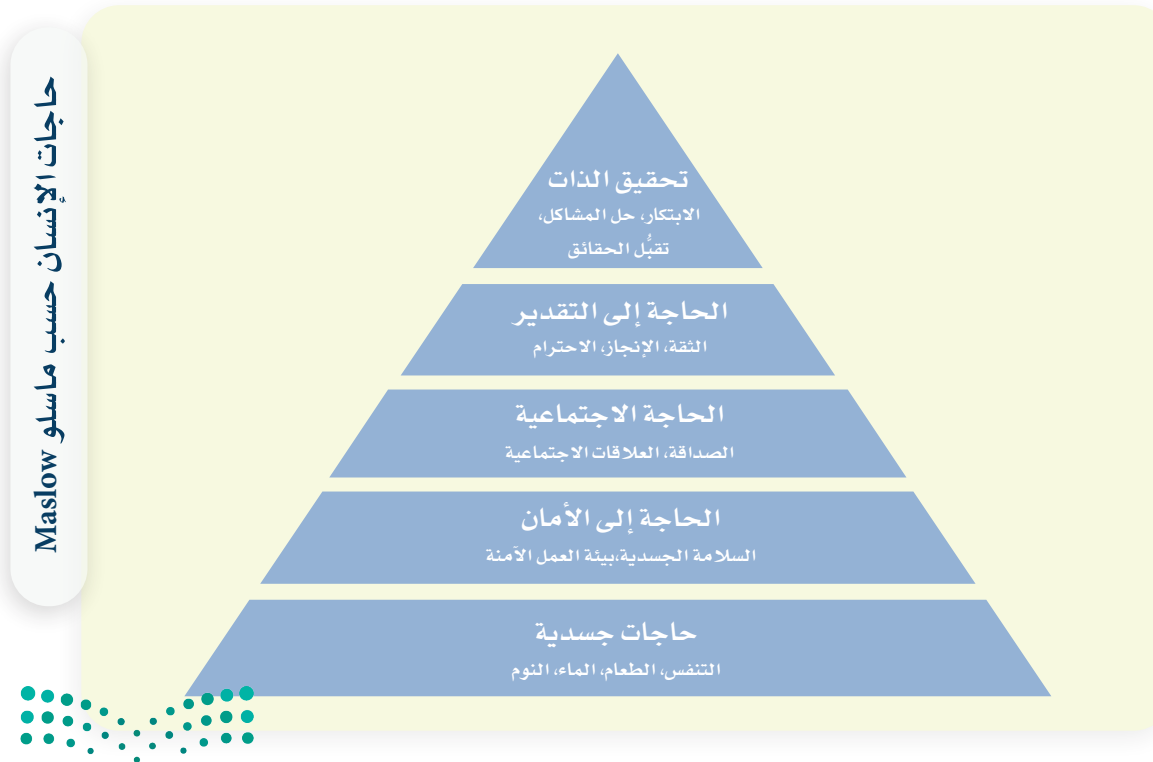 حاجات الإنسان حسب ماسلو Maslow
تحقيق الذات
الابتكار، حل المشاكل،
تقبُّل الحقائق
الحاجة إلى التقدير
الثقة، الإنجاز، الاحترام
الحاجة الاجتماعية
الصداقة، العلاقات الاجتماعية
الحاجة إلى الأمان
السلامة الجسدية،بيئة العمل الآمنة
حاجات جسدية
التنفس، الطعام، الماء، النوم